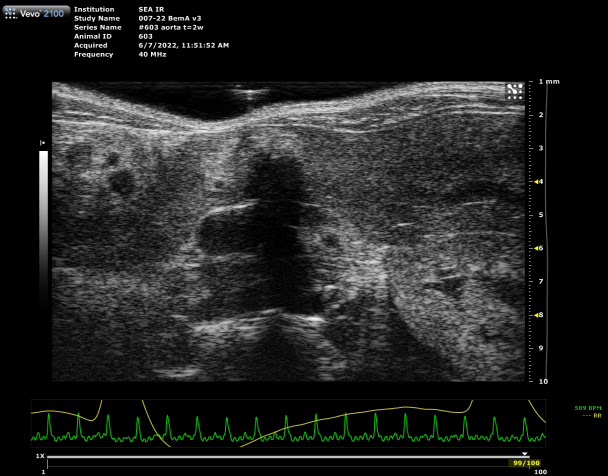 Vevo 2100
Institution SEA IR
Study Name 007-22 BemA v3
Series Name #603 aorta t=2w
Animal ID 603
Acquired 6/7/2022, 11:51:52 AM
Frequency 40 MHz
1 mm
2
3
4
5
6
7
8
9
10
509 BPM
--- RR
1X
99/100
1 100